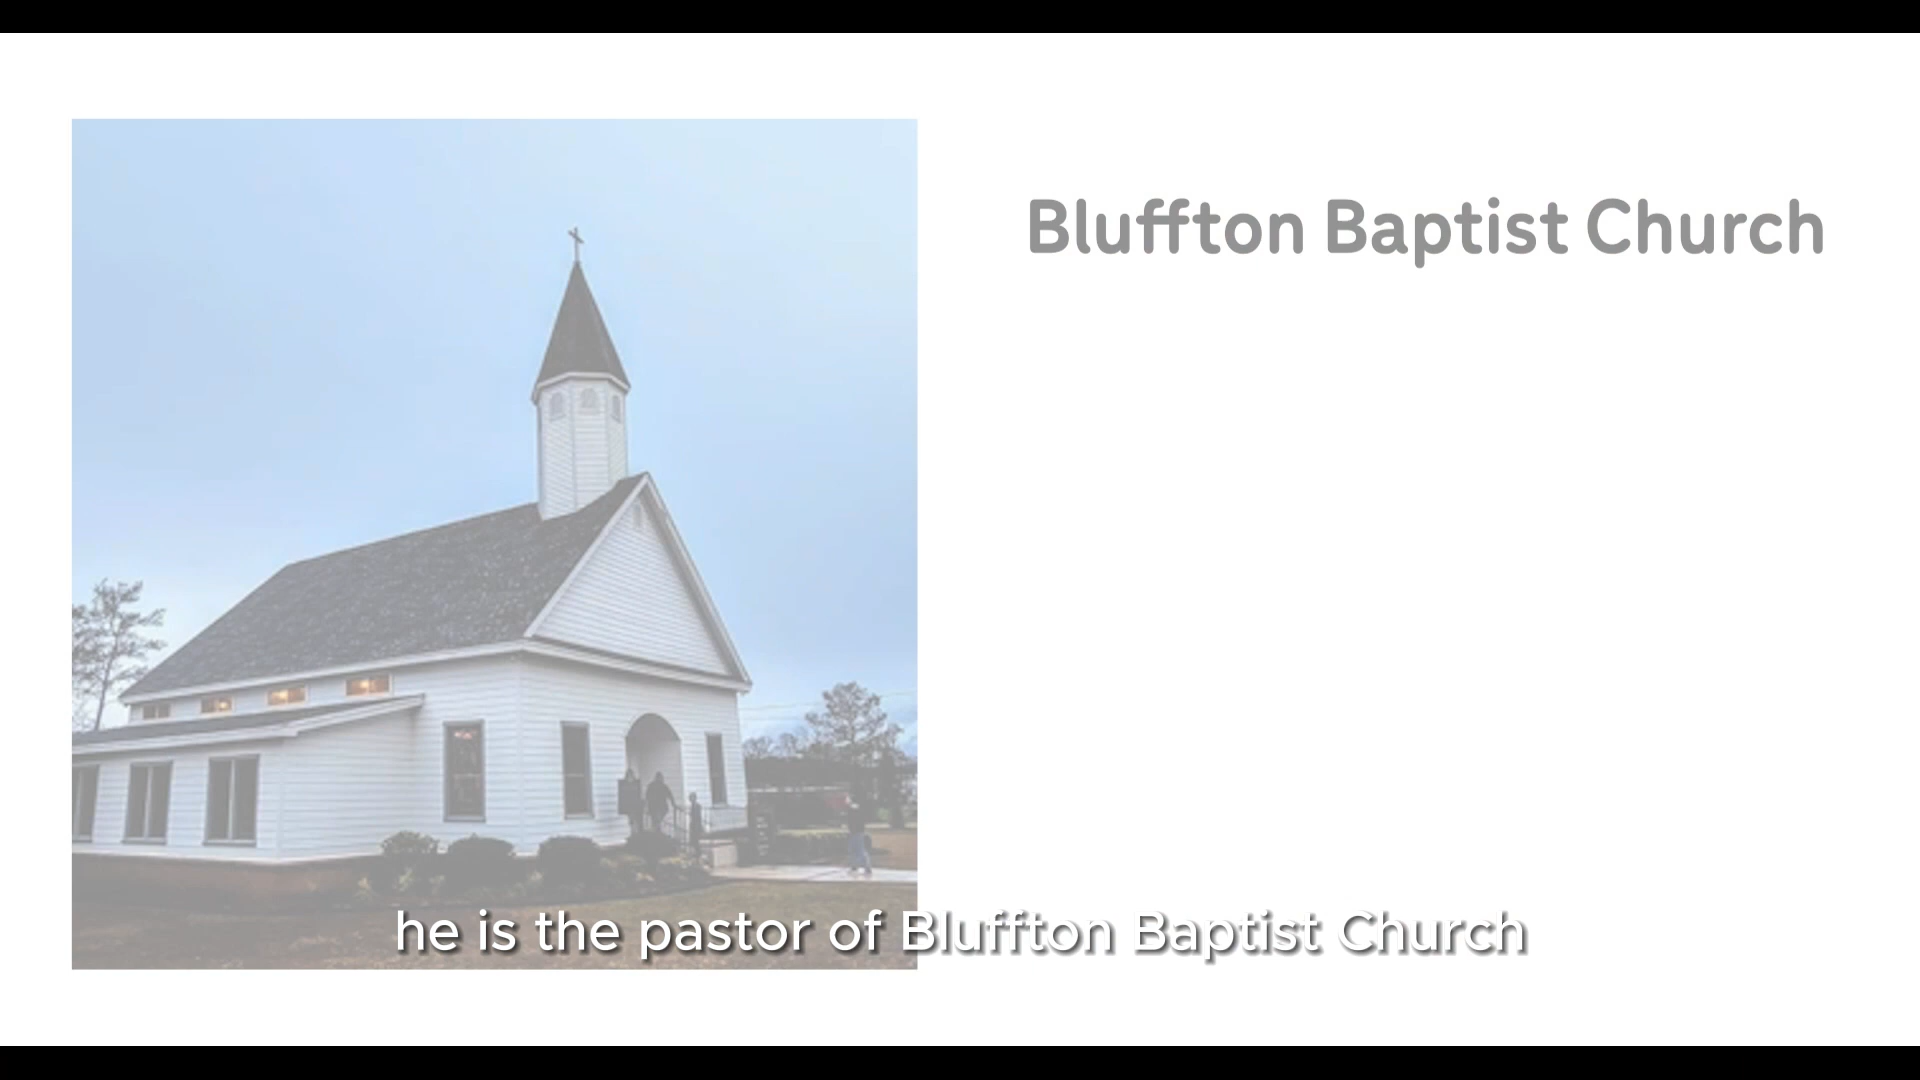 Bluffton Baptist Church
he is the pastor of Bluffton Baptist Church